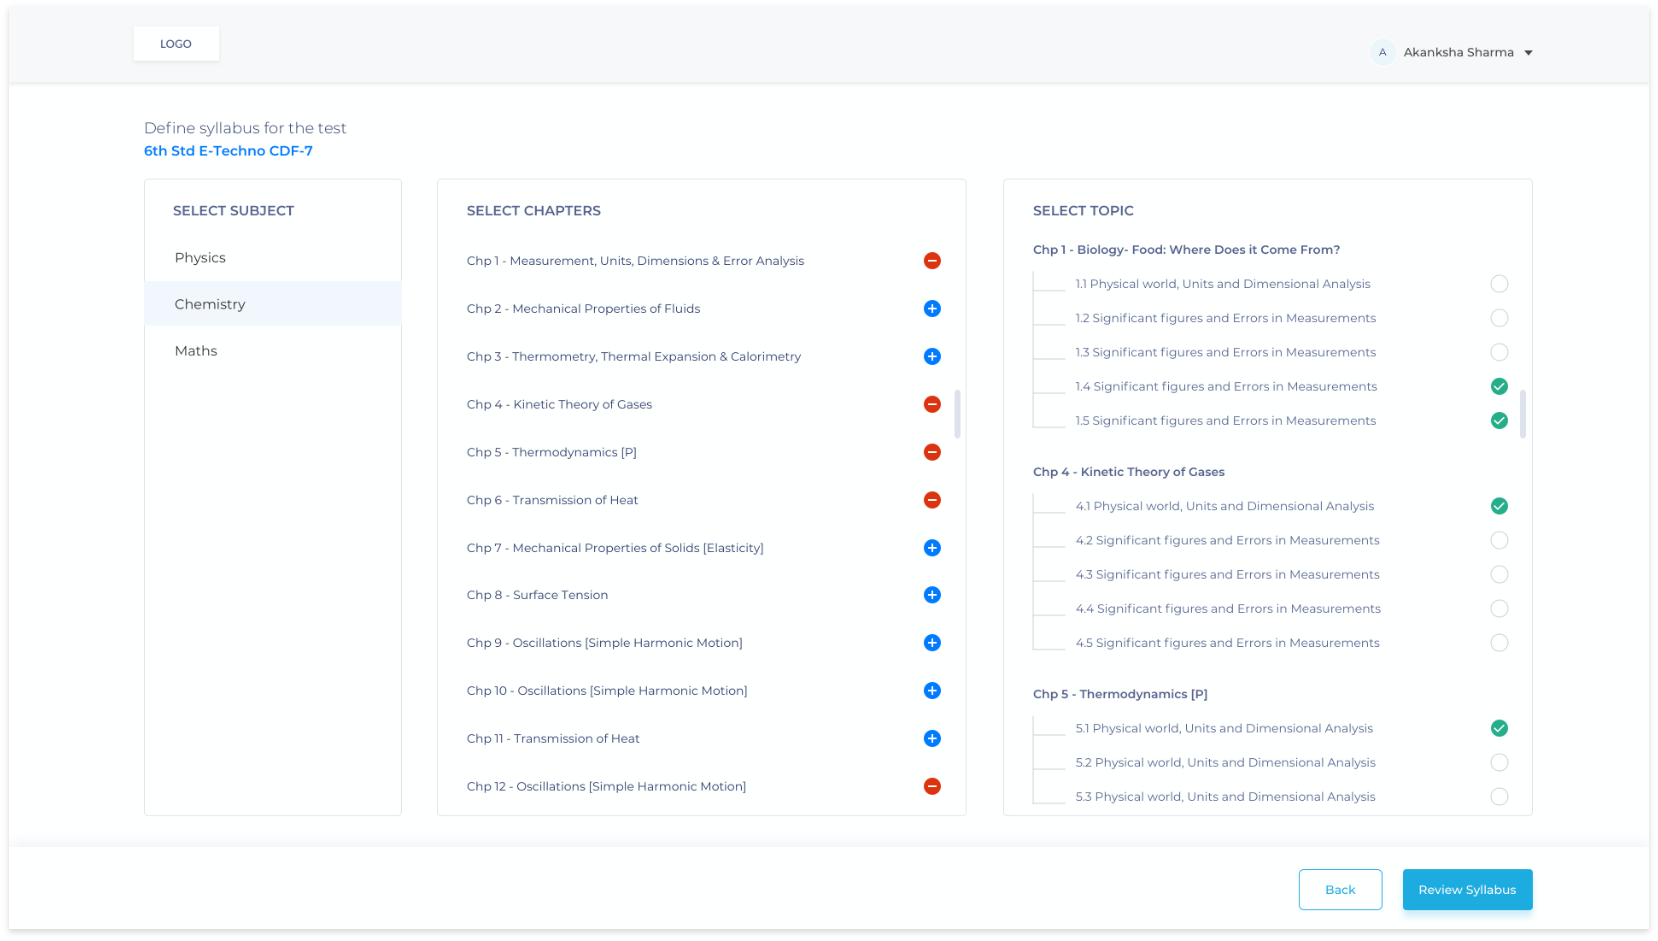 LOGO
A Akanksha Sharma
Define syllabus for the test
6th Std E-Techno CDF-7
SELECT SUBJECT
Physics
Chemistry
Maths
SELECT CHAPTERS
Chp 1 - Measurement, Units, Dimensions & Error Analysis
Chp 2 - Mechanical Properties of Fluids
Chp 3 - Thermometry, Thermal Expansion & Calorimetry
Chp 4 - Kinetic Theory of Gases
Chp 5 - Thermodynamics [P]
Chp 6 - Transmission of Heat
Chp 7 - Mechanical Properties of Solids [Elasticity]
Chp 8 - Surface Tension
Chp 9 - Oscillations [Simple Harmonic Motion]
Chp 10 - Oscillations [Simple Harmonic Motion]
Chp 11 - Transmission of Heat
Chp 12 - Oscillations [Simple Harmonic Motion]
SELECT TOPIC
Chp 1 - Biology- Food: Where Does it Come From?
1.1 Physical world, Units and Dimensional Analysis
1.2 Significant figures and Errors in Measurements
1.3 Significant figures and Errors in Measurements
1.4 Significant figures and Errors in Measurements
1.5 Significant figures and Errors in Measurements
Chp 4 - Kinetic Theory of Gases
4.1 Physical world, Units and Dimensional Analysis
4.2 Significant figures and Errors in Measurements
4.3 Significant figures and Errors in Measurements
4.4 Significant figures and Errors in Measurements
4.5 Significant figures and Errors in Measurements
Chp 5 - Thermodynamics [P]
5.1 Physical world, Units and Dimensional Analysis
5.2 Physical world, Units and Dimensional Analysis
5.3 Physical world, Units and Dimensional Analysis
Back
Review Syllabus